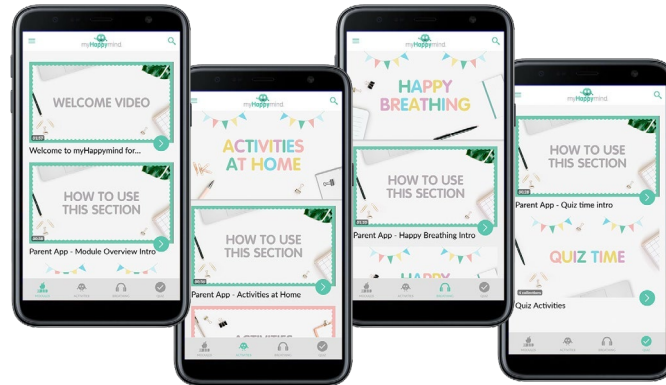 myHappymind.
WELCOME VIDEO
Welcome to myHappymind for...
HOW TO USE
THIS SECTION
Parent App - Module Overview Intro
myHappymind.
ACTIVITIES
AT HOME
HOW TO USE
THIS SECTION
Parent App - Activities at Home
myHappymind.
HAPPY
BREATHING
HOW TO USE
THIS SECTION
Parent App - Happy Breathing Intro
HAPPY
myHappymind.
HOW TO USE
THIS SECTION
Parent App - Quiz time intro
QUIZ TIME
Quiz Activities